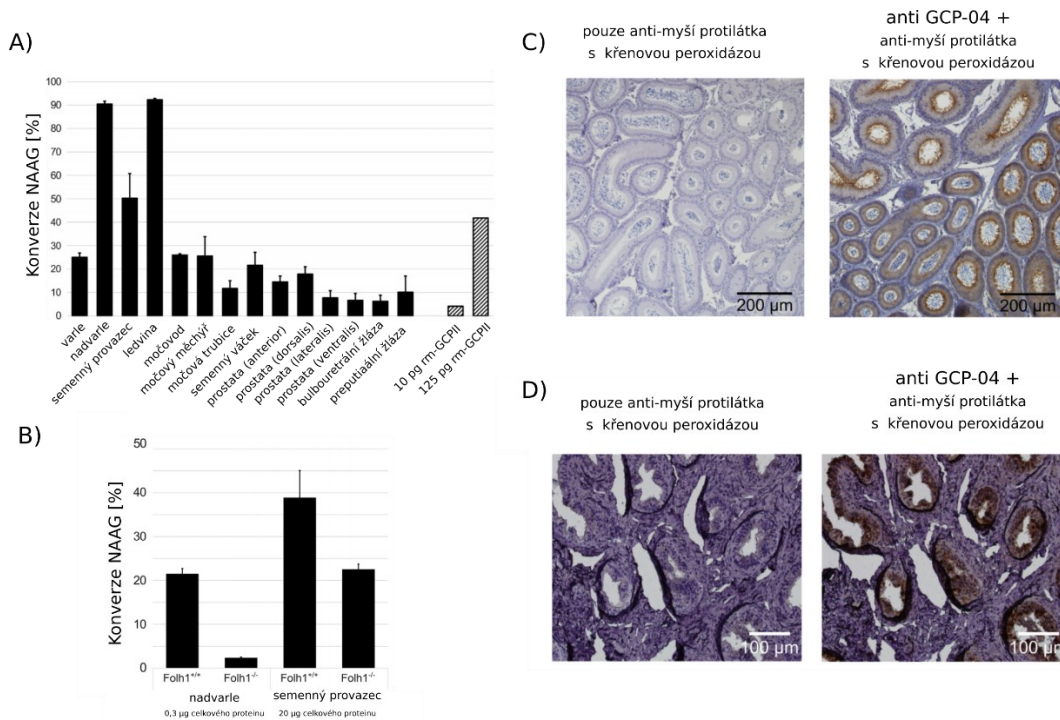 A)
Konverze NAAG [%]
100
90
80
70
60
50
40
30
20
10
0
varle
nadvarle
semenný provazec
ledvina
močovod
močový měchýř
močová trubice
semenný váček
prostata (anterior)
prostata (dorsalis)
prostata (lateralis)
prostata (ventralis)
bulbouretrální žláza
preputiaální žláza
10 pg rm-GCPII
125 pg rm-GCPII
B)
Konverze NAAG [%]
50
40
30
20
10
0
Folh1+/+
Folh1-/-
Folh1+/+
Folh1-/-
nadvarle
semenný provazec
0,3 µg celkového proteinu
20 µg celkového proteinu
C)
pouze anti-myší protilátka
s křenovou peroxidázou
anti GCP-04 +
anti-myší protilátka
s křenovou peroxidázou
200 µm
200 µm
D)
pouze anti-myší protilátka
s křenovou peroxidázou
anti GCP-04 +
anti-myší protilátka
s křenovou peroxidázou
100 µm
100 µm